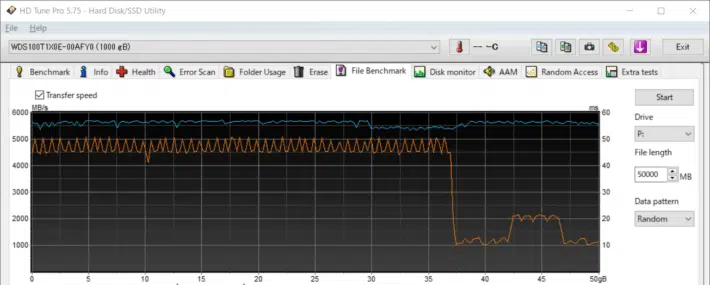 HD Tune Pro 5.75 - Hard Disk/SSD Utility
File Help
WDS100T1X0E-00AFY0 (1000 gB)
-- -C
Exit
Benchmark Info Health Error Scan Folder Usage Erase File Benchmark Disk monitor AAM Random Access Extra tests
Transfer speed
MB/s
ms
6000
5000
4000
3000
2000
1000
60
50
40
30
20
10
0 5 10 15 20 25 30 35 40 45 50gB
Start
Drive
P:
File length
50000 MB
Data pattern
Random